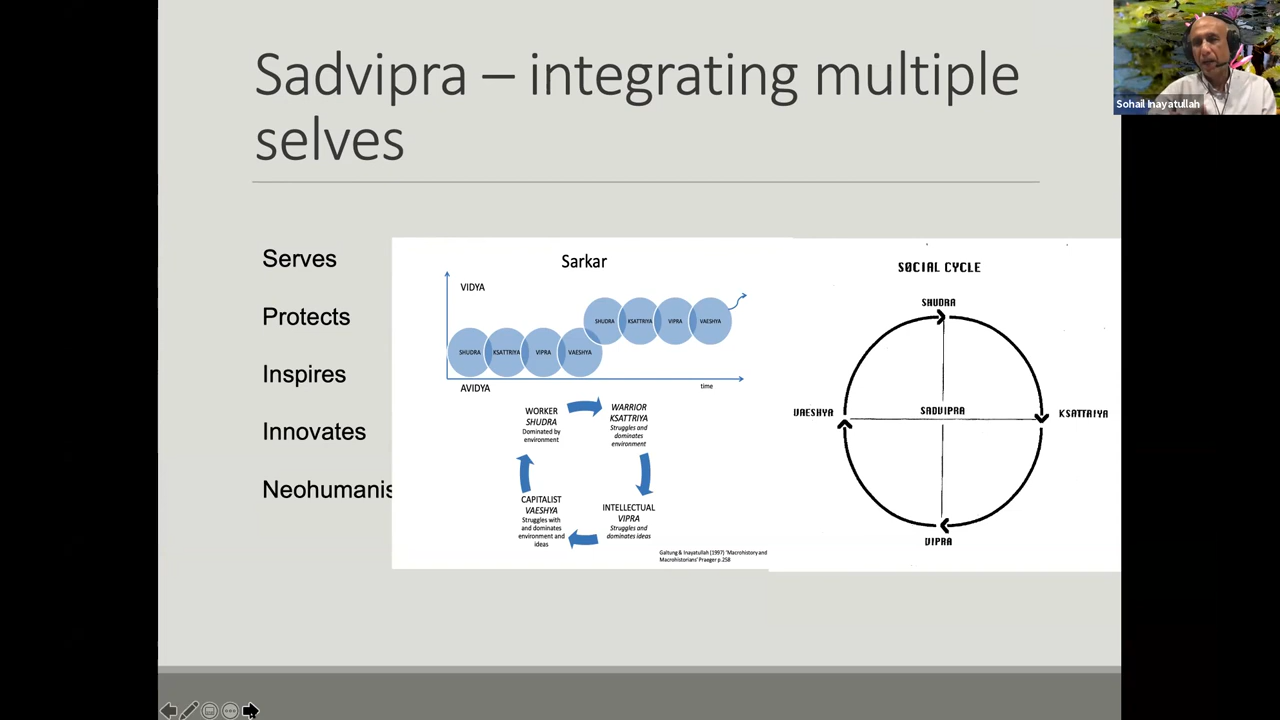 Sadvipra – integrating multiple
selves
Sohail Inayatullah
Serves
Protects
Inspires
Innovates
Neohumanis
Sarkar
VIDYA
SHUDRA
KSATTRIYA
VIPRA
VAESHYA
SHUDRA
KSATTRIYA
VIPRA
VAESHYA
AVIDYA
time
WORKER
SHUDRA
Dominated by
environment
WARRIOR
KSATTRIYA
Struggles and
dominates
environment
CAPITALIST
VAESHYA
Struggles with
and dominates
environment and
ideas
INTELLECTUAL
VIPRA
Struggles and
dominates ideas
Galtung & Inayatullah (1997) 'Macrohistory and
Macrohistorians' Praeger p.258
SOCIAL CYCLE
SHUDRA
VAESHYA
SADVIPRA
KSATTRIYA
VIPRA